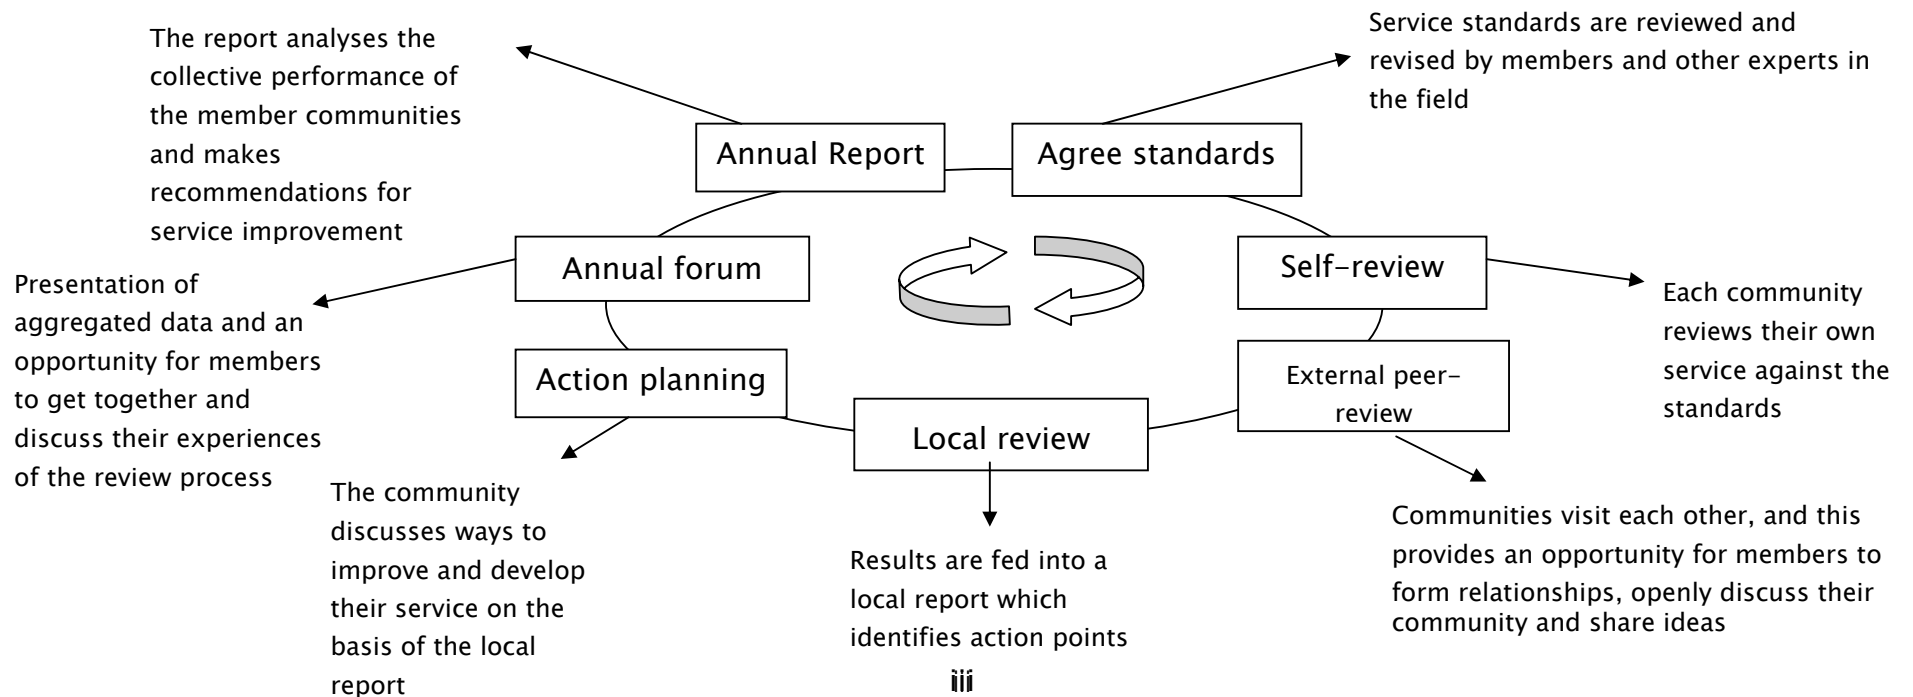 The report analyses the
collective performance of
the member communities
and makes
recommendations for
service improvement
Service standards are reviewed and
revised by members and other experts in
the field
Annual Report
Agree standards
Annual forum
Self-review
Presentation of
aggregated data and an
opportunity for members
to get together and
discuss their experiences
of the review process
Each community
reviews their own
service against the
standards
Action planning
External peer-
review
Local review
The community
discusses ways to
improve and develop
their service on the
basis of the local
report
Results are fed into a
local report which
identifies action points
Communities visit each other, and this
provides an opportunity for members to
form relationships, openly discuss their
community and share ideas
iii